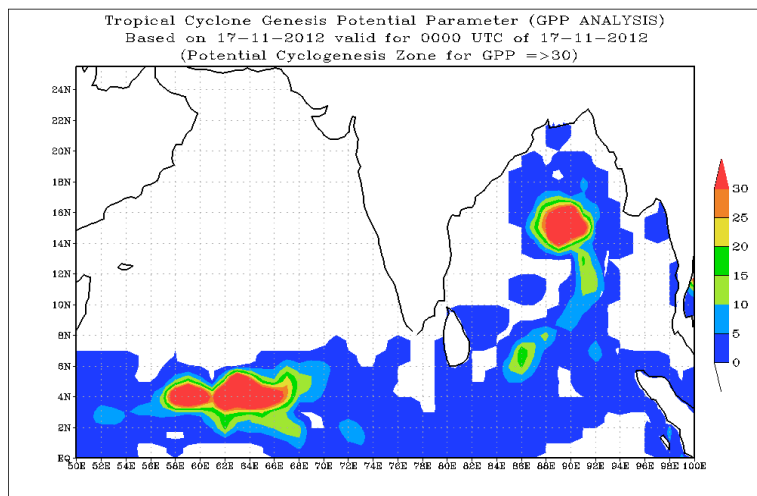 Tropical Cyclone Genesis Potential Parameter (GPP ANALYSIS)
Based on 17-11-2012 valid for 0000 UTC of 17-11-2012
(Potential Cyclogenesis Zone for GPP =>30)
24N
22N
20N
18N
16N
14N
12N
10N
8N
6N
4N
2N
EQ
50E 52E 54E 56E 58E 60E 62E 64E 66E 68E 70E 72E 74E 76E 78E 80E 82E 84E 86E 88E 90E 92E 94E 96E 98E 100E
30
25
20
15
10
5
0